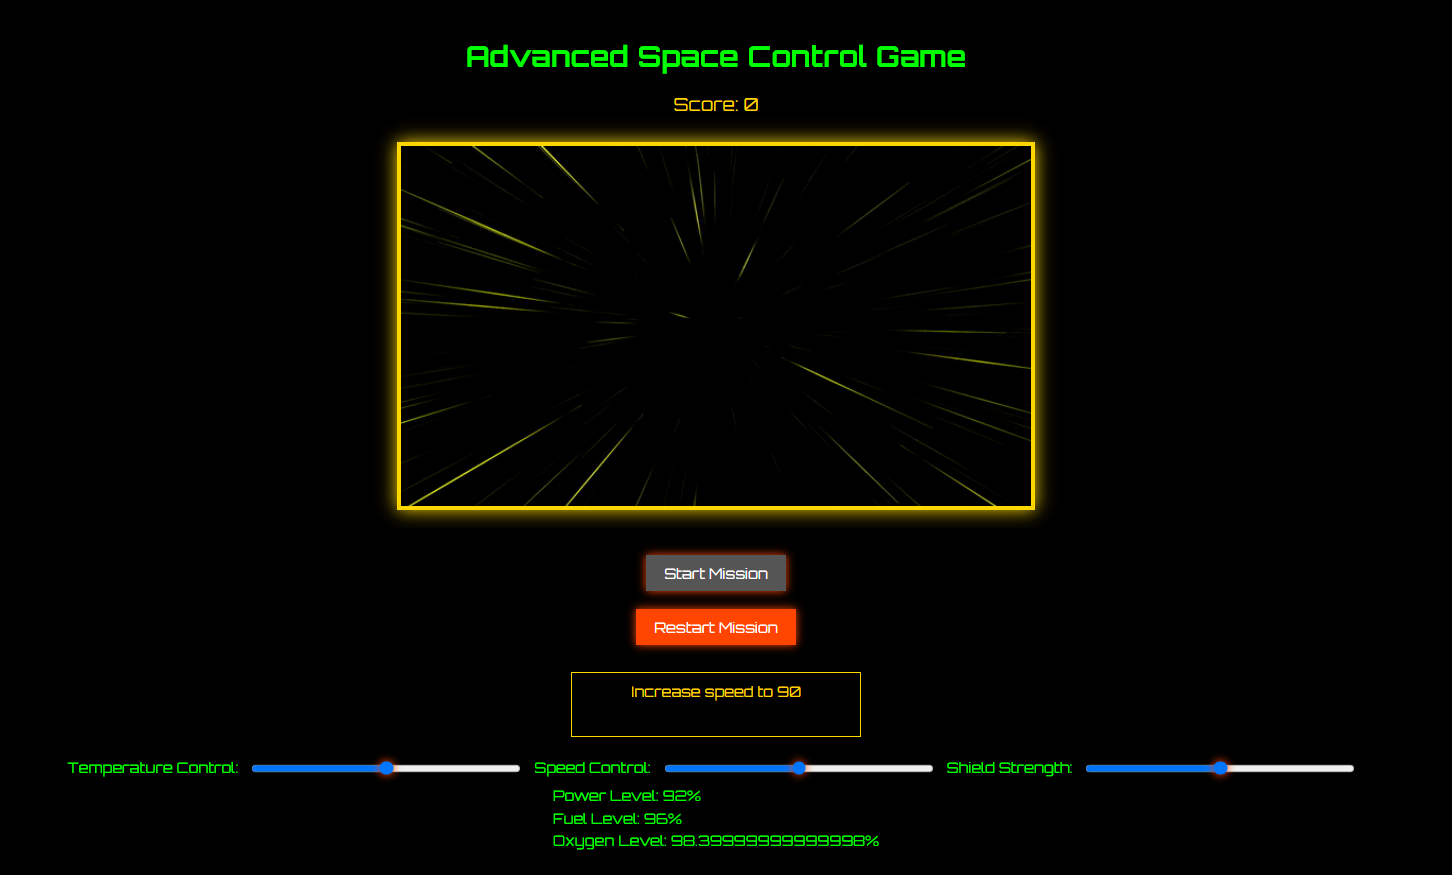 Advanced Space Control Game
Score: 0
Start Mission
Restart Mission
Increase speed to 90
Temperature Control: Speed Control: Shield Strength:
Power Level: 92%
Fuel Level: 96%
Oxygen Level: 98.39999999999998%